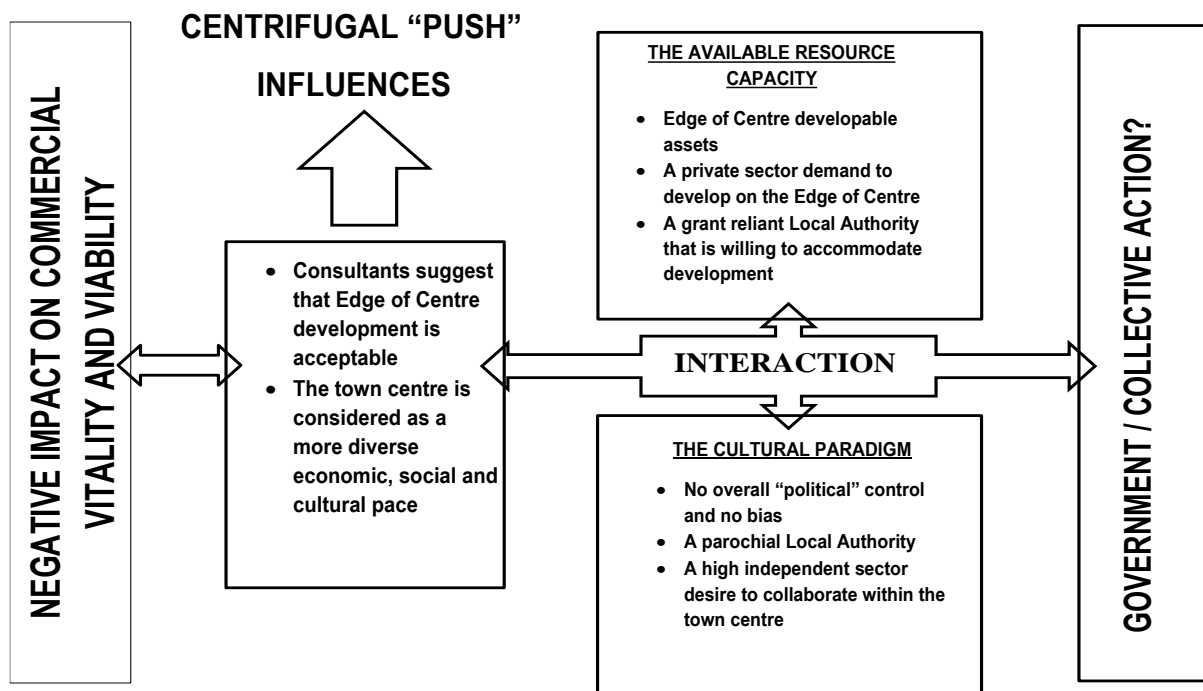 NEGATIVE IMPACT ON COMMERCIAL
VITALITY AND VIABILITY
CENTRIFUGAL “PUSH”
INFLUENCES
• Consultants suggest
that Edge of Centre
development is
acceptable
• The town centre is
considered as a
more diverse
economic, social and
cultural pace
THE AVAILABLE RESOURCE
CAPACITY
• Edge of Centre developable
assets
• A private sector demand to
develop on the Edge of Centre
• A grant reliant Local Authority
that is willing to accommodate
development
INTERACTION
THE CULTURAL PARADIGM
• No overall “political” control
and no bias
• A parochial Local Authority
• A high independent sector
desire to collaborate within the
town centre
GOVERNMENT / COLLECTIVE ACTION?